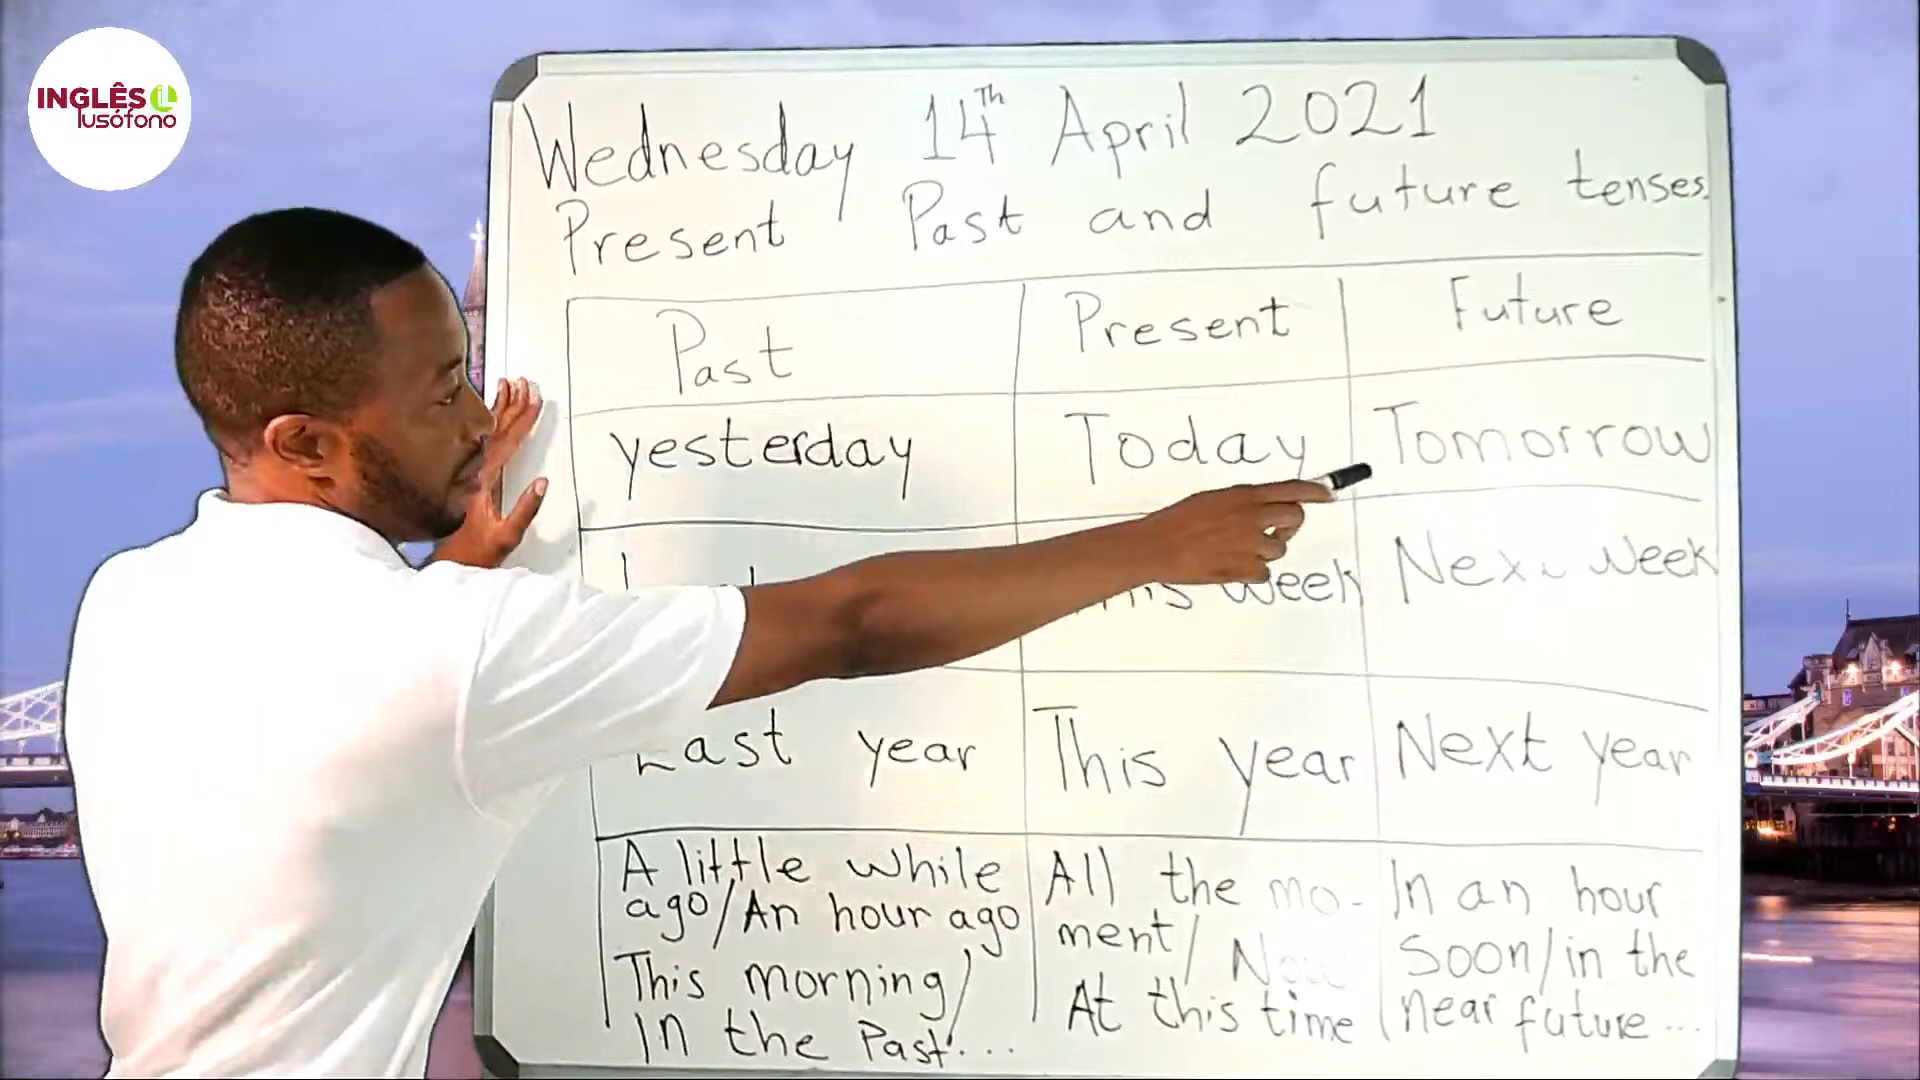 INGLÊS
lusófono
Wednesday 14Th April 2021
Present Past and future tenses.
Past Present Future
yesterday Today Tomorrow
week Next week
Last year This year Next year
A little while
ago/An hour ago
This morning/
In the Past...
All the mo-
ment/ Now
At this time
In an hour
Soon/in the
near future...